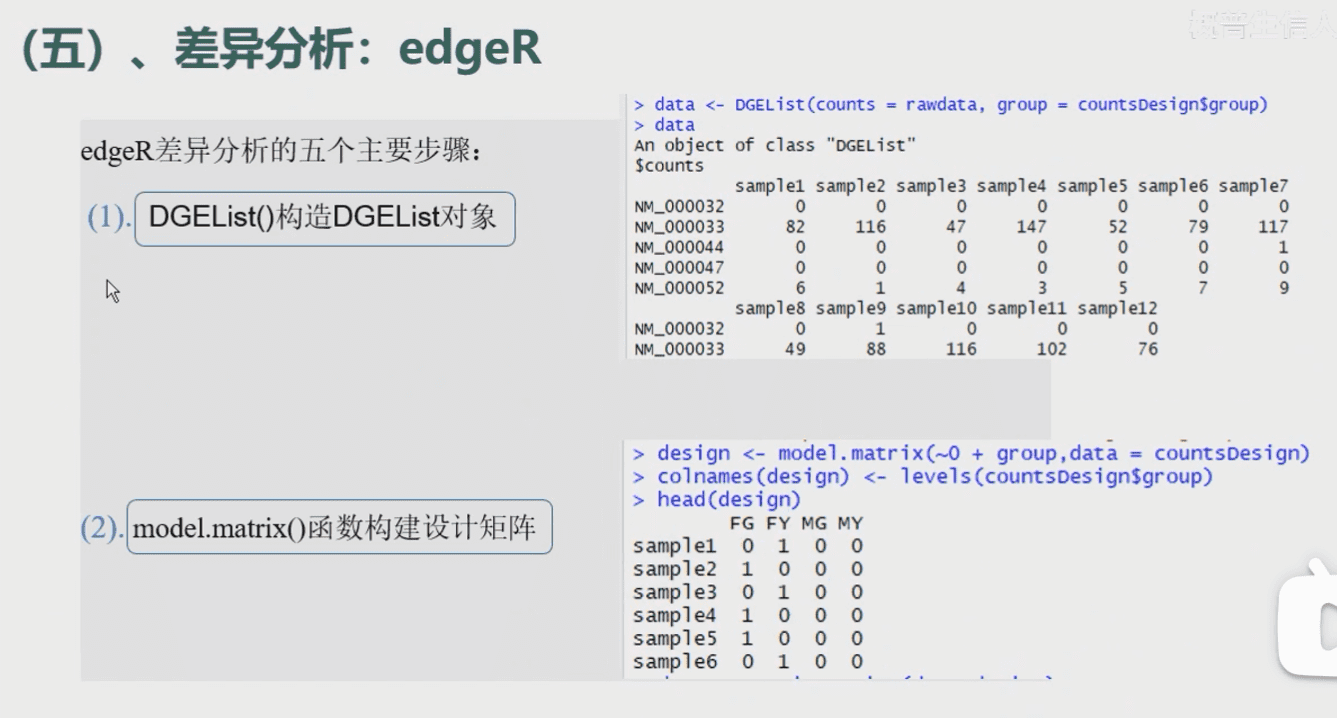 (五)、差异分析：edgeR
edgeR差异分析的五个主要步骤：
(1). DGEList()构造DGEList对象
> data <- DGEList(counts = rawdata, group = countsDesign$group)
> data
An object of class "DGEList"
$counts
sample1 sample2 sample3 sample4 sample5 sample6 sample7
NM_000032 0 0 0 0 0 0 0
NM_000033 82 116 47 147 52 79 117
NM_000044 0 0 0 0 0 0 1
NM_000047 0 0 0 0 0 0 0
NM_000052 6 1 4 3 5 7 9
sample8 sample9 sample10 sample11 sample12
NM_000032 0 1 0 0 0
NM_000033 49 88 116 102 76
(2). model.matrix()函数构建设计矩阵
> design <- model.matrix(~0 + group,data = countsDesign)
> colnames(design) <- levels(countsDesign$group)
> head(design)
FG FY MG MY
sample1 0 1 0 0
sample2 1 0 0 0
sample3 0 1 0 0
sample4 1 0 0 0
sample5 1 0 0 0
sample6 0 1 0 0